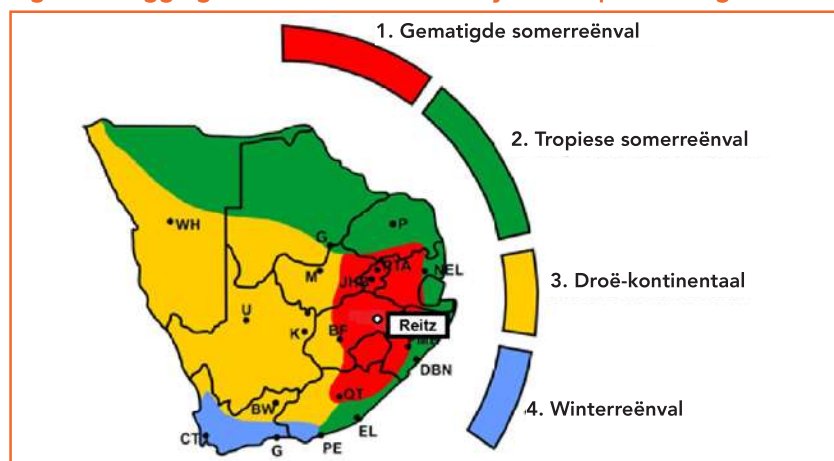 1. Gematigde somerreënval
2. Tropiese somerreënval
3. Droë-kontinentaal
4. Winterreënval
WH
P
G
M
PTA
JHB
NEL
U
K
BF
Reitz
DBN
QT
BW
EL
CT
G
PE